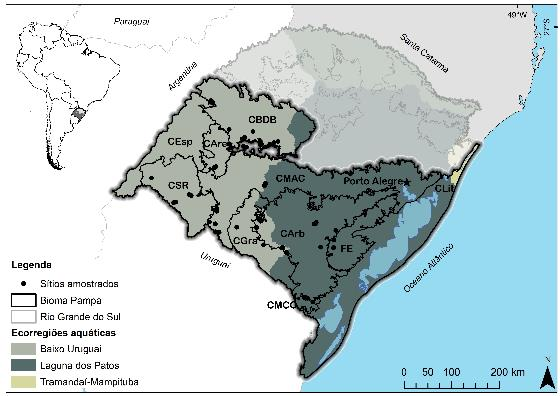 Paraguai
49°W
Santa Catarina
Argentina
CBDB
CEsp
CAre
CSR
CMAC
Porto Alegre
CLit
CGra
CArb
FE
Uruguai
Oceano Atlântico
CMCC
Legenda
Sítios amostrados
Bioma Pampa
Rio Grande do Sul
Ecorregiões aquáticas
Baixo Uruguai
Laguna dos Patos
Tramandaí-Mampituba
0 50 100 200 km
N